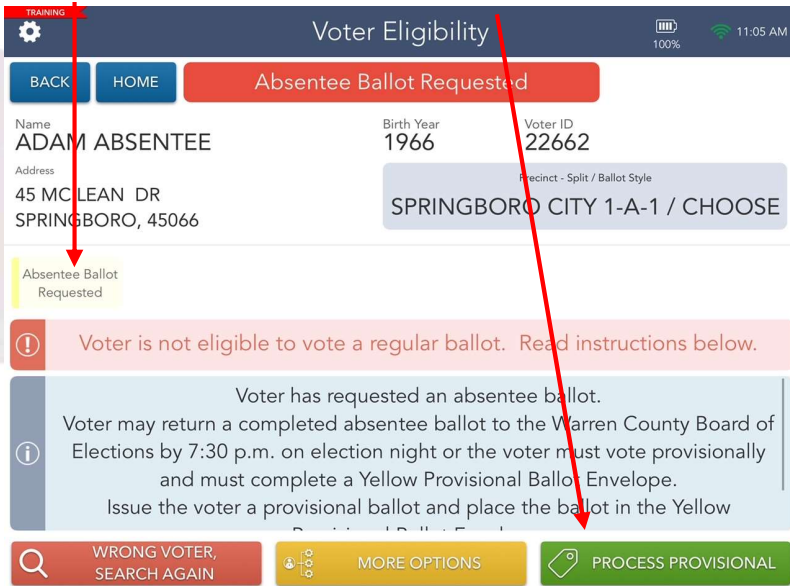 TRAINING
Voter Eligibility
100%
11:05 AM
BACK
HOME
Absentee Ballot Requested
Name
ADAM ABSENTEE
Birth Year
1966
Voter ID
22662
Address
45 MC LEAN DR
SPRINGBORO, 45066
Precinct - Split / Ballot Style
SPRINGBORO CITY 1-A-1 / CHOOSE
Absentee Ballot
Requested
Voter is not eligible to vote a regular ballot. Read instructions below.
Voter has requested an absentee ballot.
Voter may return a completed absentee ballot to the Warren County Board of
Elections by 7:30 p.m. on election night or the voter must vote provisionally
and must complete a Yellow Provisional Ballot Envelope.
Issue the voter a provisional ballot and place the ballot in the Yellow
WRONG VOTER,
SEARCH AGAIN
MORE OPTIONS
PROCESS PROVISIONAL